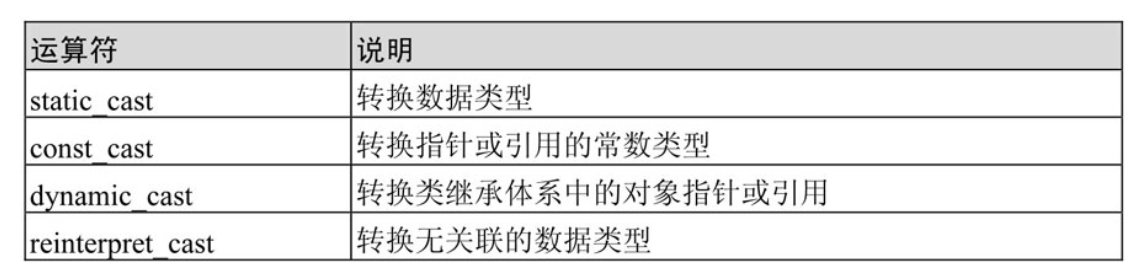 运算符 说明
static_cast 转换数据类型
const_cast 转换指针或引用的常数类型
dynamic_cast 转换类继承体系中的对象指针或引用
reinterpret_cast 转换无关联的数据类型